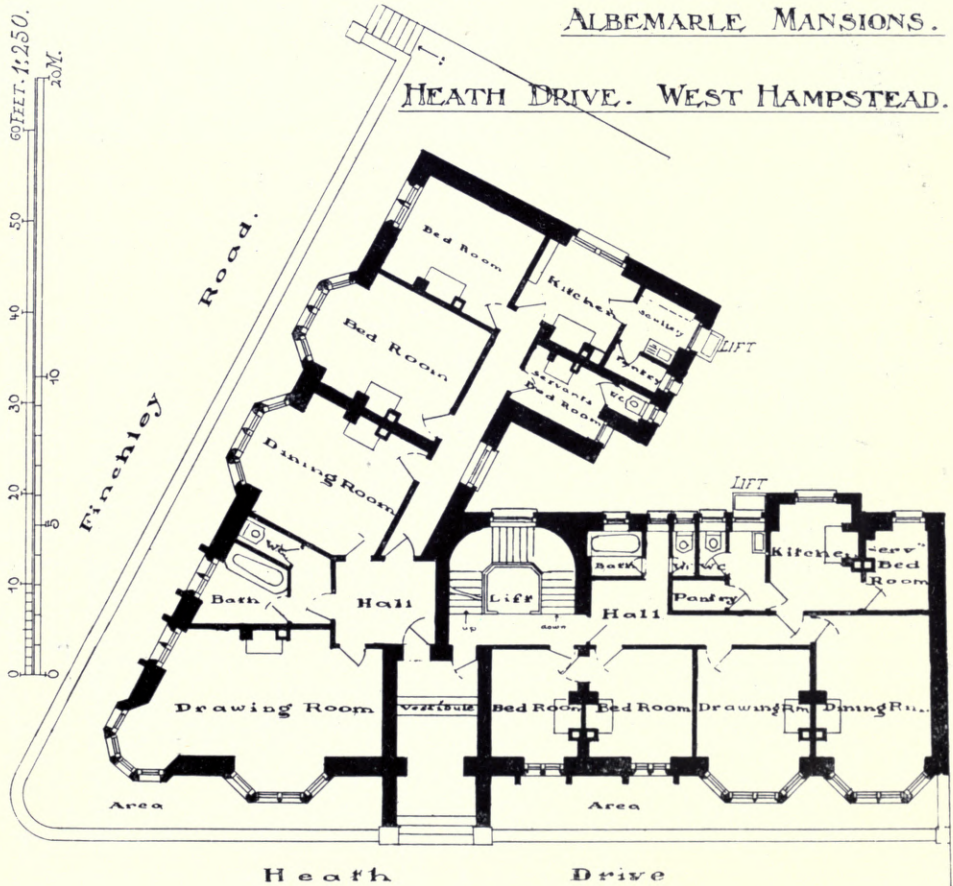 ALBEMARLE MANSIONS.
HEATH DRIVE. WEST HAMPSTEAD.
60 FEET. 1:250.
20 M.
50
40
30
20
10
0
10
5
0
Finchley Road.
Bed Room
Kitchen
Scullery
LIFT
Pantry
Bed Room
Servants Bed Room
W.C.
Dining Room
W.C.
Bath
Hall
Drawing Room
Vestibule
Lift
up
down
LIFT
Bath
W.C.
Pantry
Kitchen
Serv's Bed Room
Hall
Bed Room
Bed Room
Drawing Rm
Dining Rm.
Area
Area
Heath Drive